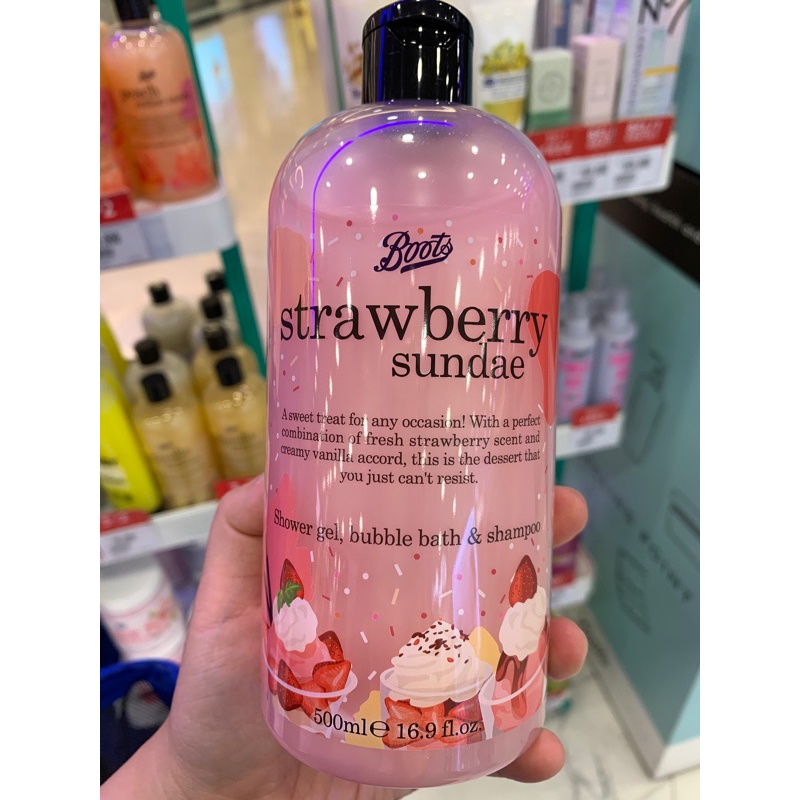 Boots
strawberry
sundae
A sweet treat for any occasion! With a perfect
combination of fresh strawberry scent and
creamy vanilla accord, this is the dessert that
you just can't resist.
Shower gel, bubble bath & shampoo
500ml℮ 16.9 fl.oz.